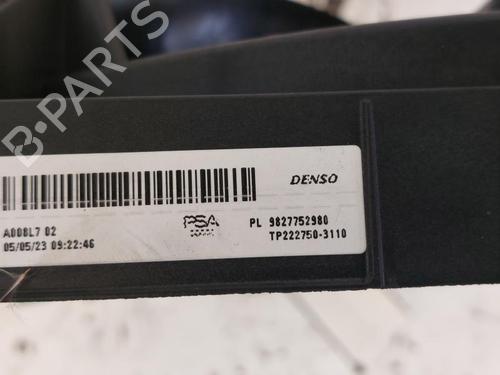 B-PARTS
DENSO
A008L7 02
05/05/23 09:22:46
PSA
PL 9827752980
TP222750-3110